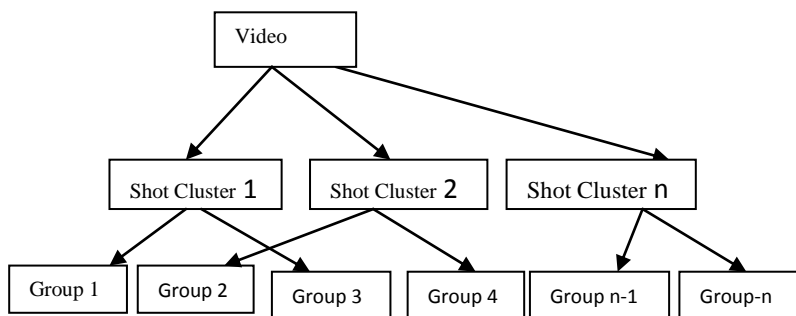 Video
Shot Cluster 1
Shot Cluster 2
Shot Cluster n
Group 1
Group 2
Group 3
Group 4
Group n-1
Group-n